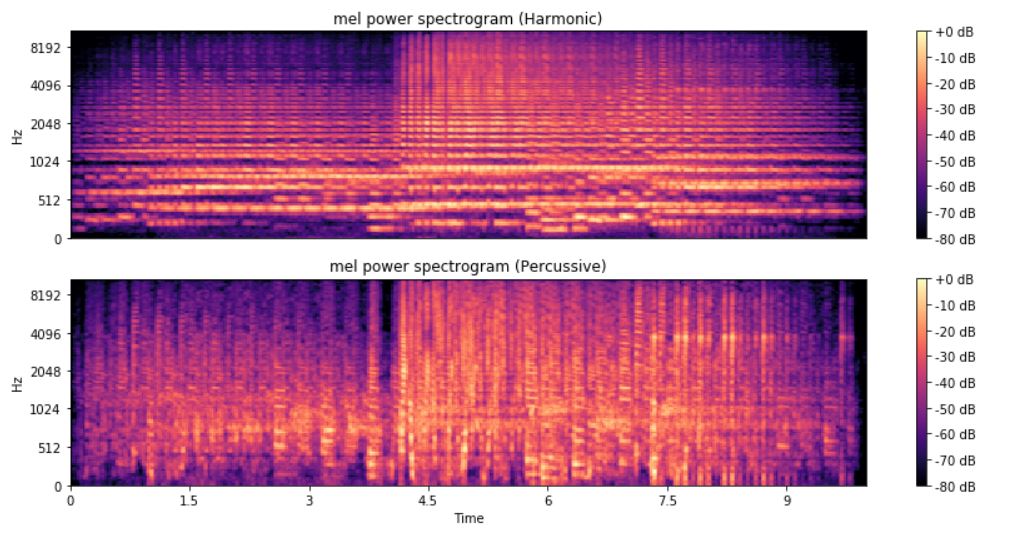 mel power spectrogram (Harmonic)
Hz
8192
4096
2048
1024
512
0
+0 dB
-10 dB
-20 dB
-30 dB
-40 dB
-50 dB
-60 dB
-70 dB
-80 dB
mel power spectrogram (Percussive)
Hz
8192
4096
2048
1024
512
0
0 1.5 3 4.5 6 7.5 9
Time
+0 dB
-10 dB
-20 dB
-30 dB
-40 dB
-50 dB
-60 dB
-70 dB
-80 dB